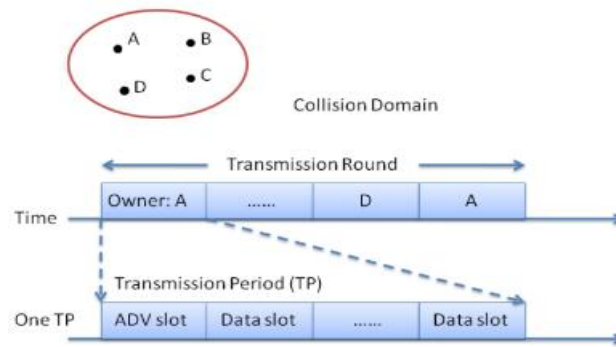 A
B
C
D
Collision Domain
Transmission Round
Owner: A
......
D
A
Time
Transmission Period (TP)
One TP
ADV slot
Data slot
......
Data slot